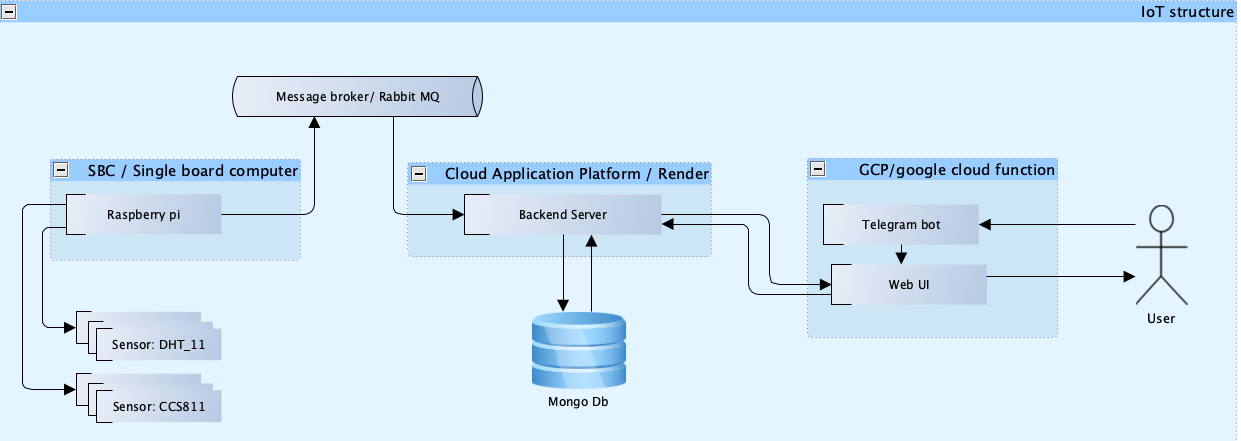 IoT structure
Message broker/ Rabbit MQ
SBC / Single board computer
Raspberry pi
Sensor: DHT_11
Sensor: CCS811
Cloud Application Platform / Render
Backend Server
Mongo Db
GCP/google cloud function
Telegram bot
Web UI
User